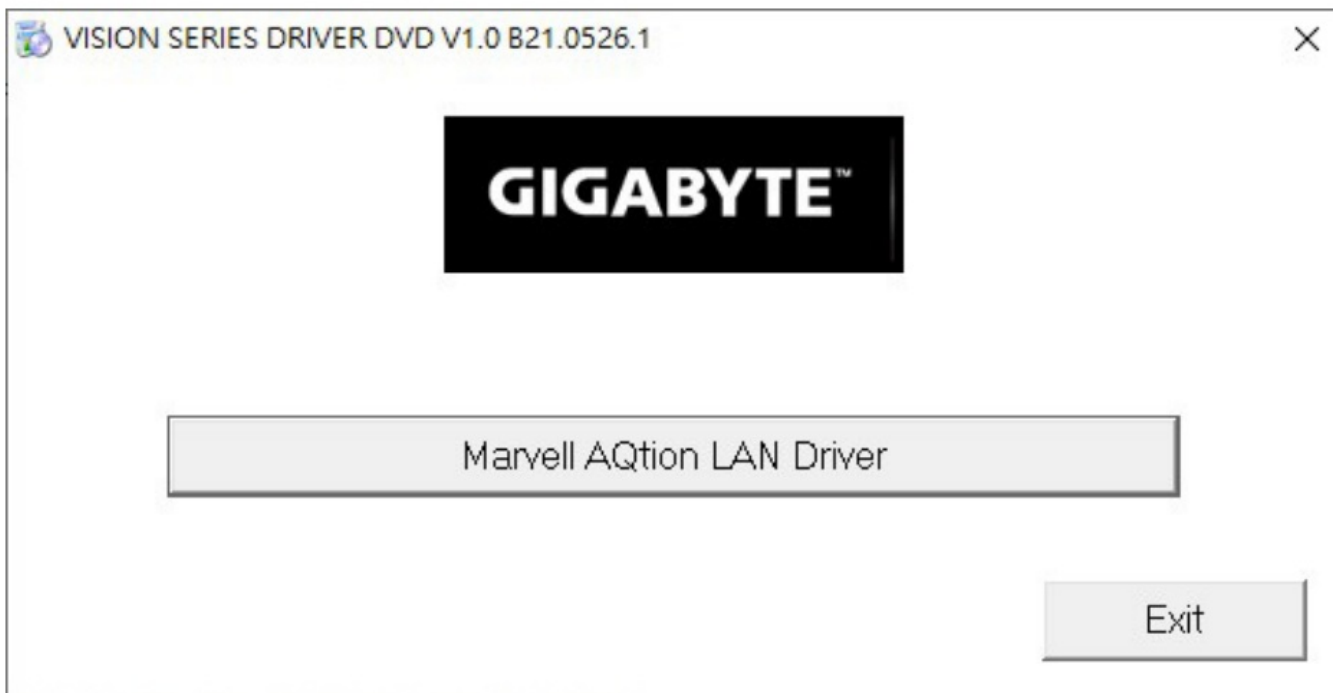 VISION SERIES DRIVER DVD V1.0 B21.0526.1
GIGABYTE™
Marvell AQtion LAN Driver
Exit